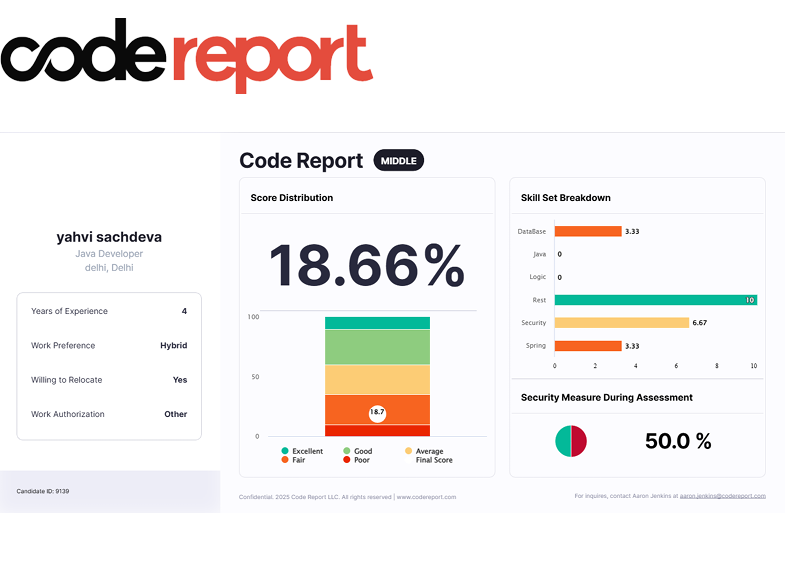 codereport
yahvi sachdeva
Java Developer
delhi, Delhi
Years of Experience 4
Work Preference Hybrid
Willing to Relocate Yes
Work Authorization Other
Candidate ID: 9139
Code Report MIDDLE
Score Distribution
18.66%
100
50
0
18.7
Excellent Good Average
Fair Poor Final Score
Skill Set Breakdown
DataBase 3.33
Java 0
Logic 0
Rest 10
Security 6.67
Spring 3.33
0 2 4 6 8 10
Security Measure During Assessment
50.0 %
Confidential. 2025 Code Report LLC. All rights reserved | www.codereport.com
For inquires, contact Aaron Jenkins at aaron.jenkins@codereport.com